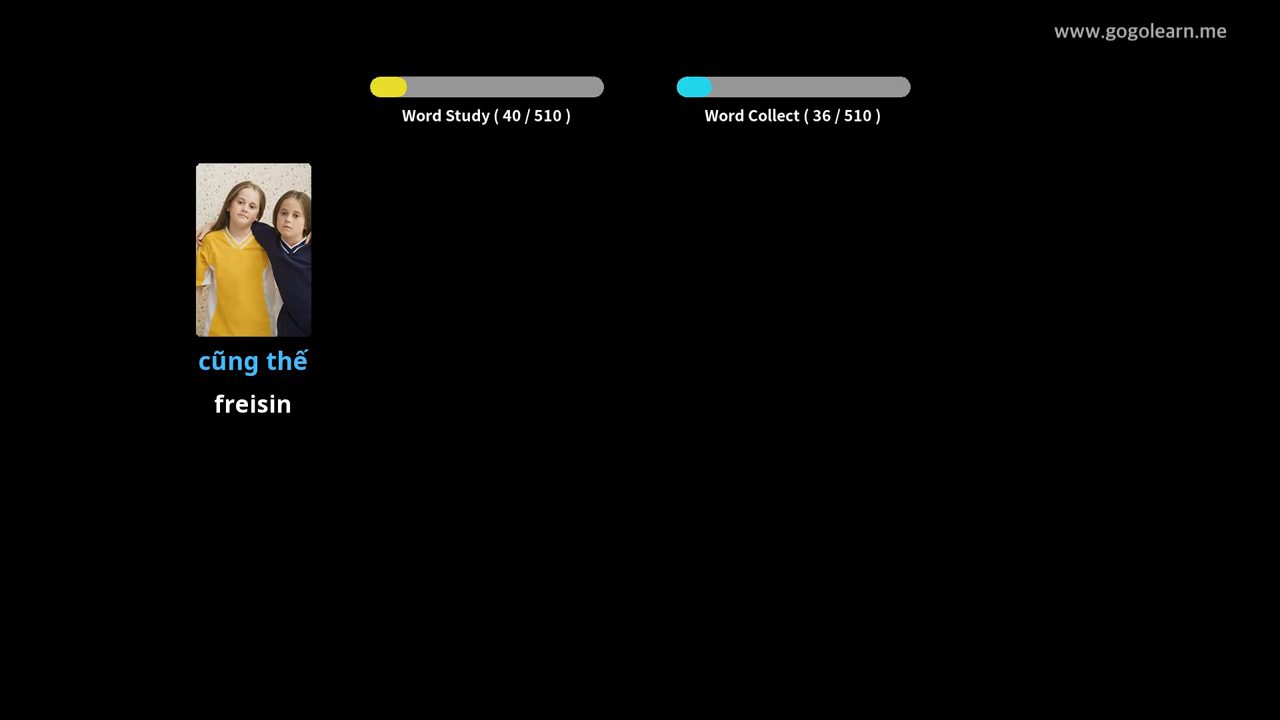 www.gogolearn.me
Word Study ( 40 / 510 )
Word Collect ( 36 / 510 )
cũng thế
freisin